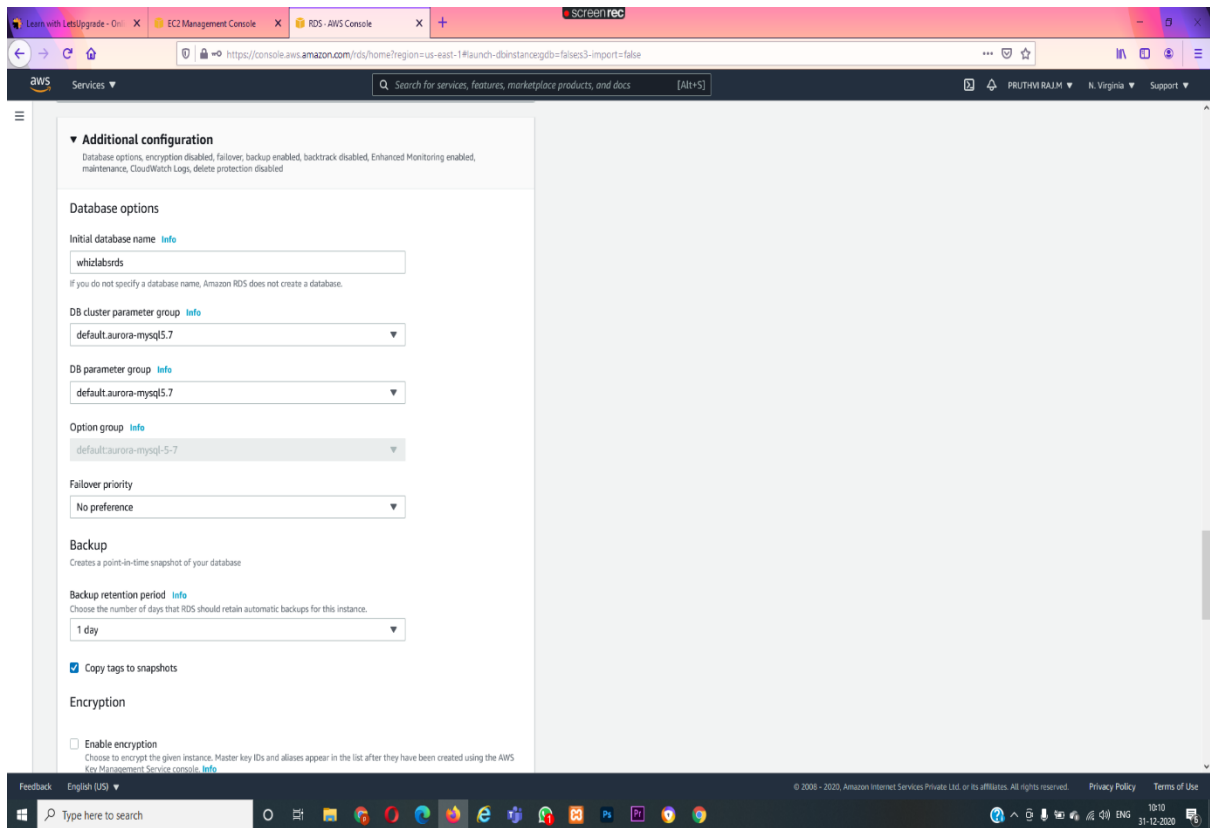 screenrec
Learn with LetsUpgrade - Onli
EC2 Management Console
RDS · AWS Console
https://console.aws.amazon.com/rds/home?region=us-east-1#launch-dbinstance;gdb=false;s3-import=false
aws
Services
Search for services, features, marketplace products, and docs [Alt+S]
PRUTHVI RAJ.M
N. Virginia
Support
Additional configuration
Database options, encryption disabled, failover, backup enabled, backtrack disabled, Enhanced Monitoring enabled,
maintenance, CloudWatch Logs, delete protection disabled
Database options
Initial database name Info
whizlabsrds
If you do not specify a database name, Amazon RDS does not create a database.
DB cluster parameter group Info
default.aurora-mysql5.7
DB parameter group Info
default.aurora-mysql5.7
Option group Info
default:aurora-mysql-5-7
Failover priority
No preference
Backup
Creates a point-in-time snapshot of your database
Backup retention period Info
Choose the number of days that RDS should retain automatic backups for this instance.
1 day
Copy tags to snapshots
Encryption
Enable encryption
Choose to encrypt the given instance. Master key IDs and aliases appear in the list after they have been created using the AWS
Key Management Service console. Info
Feedback
English (US)
© 2008 - 2020, Amazon Internet Services Private Ltd. or its affiliates. All rights reserved.
Privacy Policy
Terms of Use
Type here to search
Ps
Pr
ENG
10:10
31-12-2020